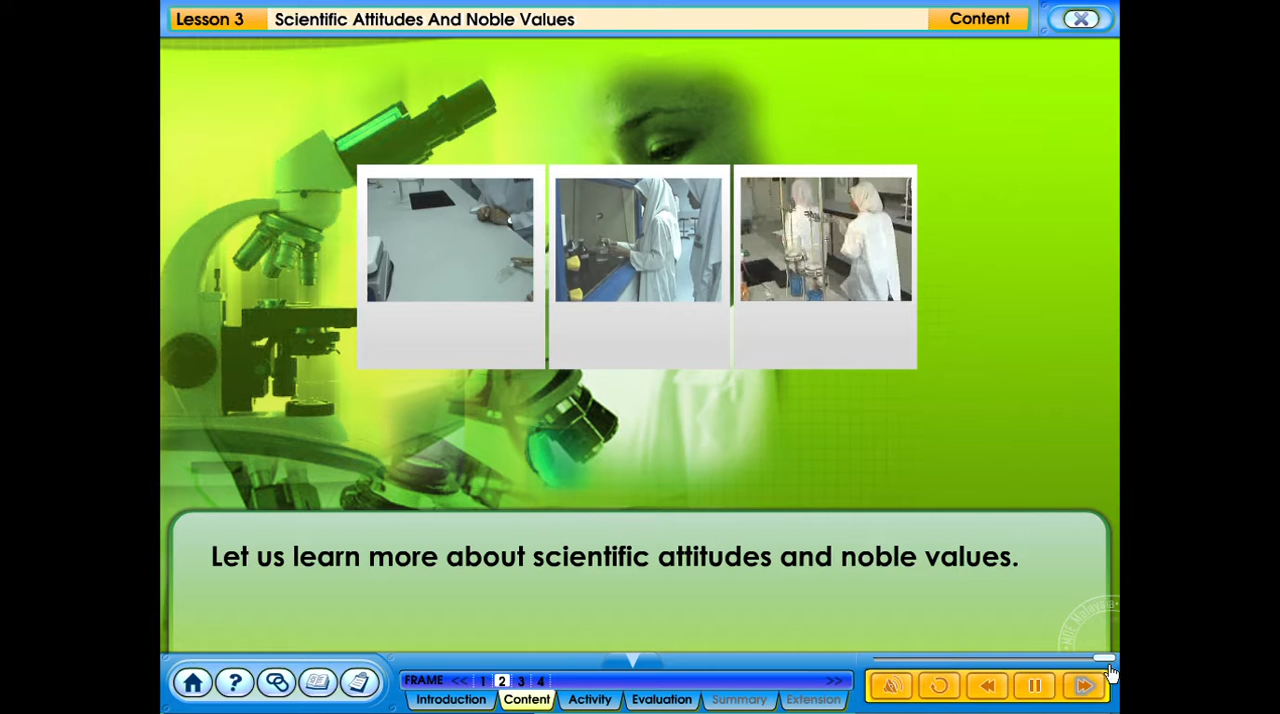 Lesson 3
Scientific Attitudes And Noble Values
Content
Let us learn more about scientific attitudes and noble values.
FRAME << 1 2 3 4 >>
Introduction
Content
Activity
Evaluation
Summary
Extension